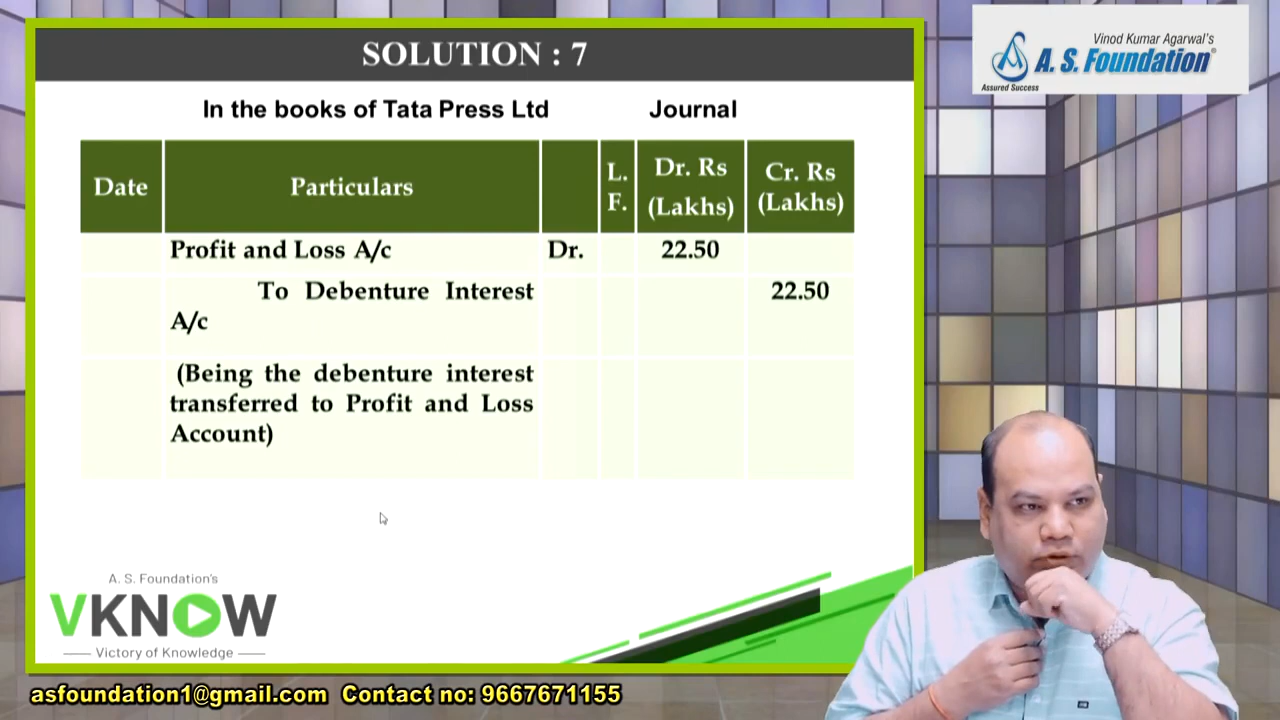 SOLUTION : 7
Vinod Kumar Agarwal's
A. S. Foundation®
Assured Success
In the books of Tata Press Ltd Journal
Date Particulars L. F. Dr. Rs (Lakhs) Cr. Rs (Lakhs)
Profit and Loss A/c Dr. 22.50
To Debenture Interest 22.50
A/c
(Being the debenture interest
transferred to Profit and Loss
Account)
A. S. Foundation's
VKNOW
Victory of Knowledge
asfoundation1@gmail.com Contact no: 9667671155